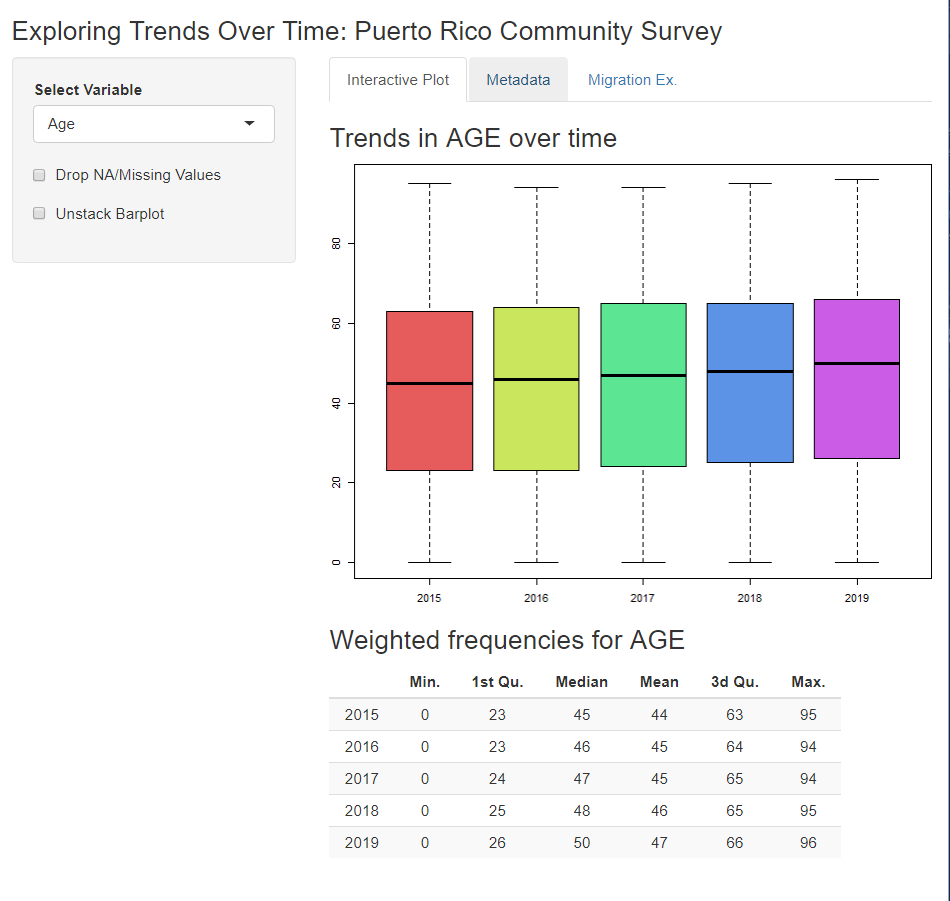 Exploring Trends Over Time: Puerto Rico Community Survey
Select Variable
Age
Drop NA/Missing Values
Unstack Barplot
Interactive Plot Metadata Migration Ex.
Trends in AGE over time
80
60
40
20
0
2015 2016 2017 2018 2019
Weighted frequencies for AGE
Min. 1st Qu. Median Mean 3d Qu. Max.
2015 0 23 45 44 63 95
2016 0 23 46 45 64 94
2017 0 24 47 45 65 94
2018 0 25 48 46 65 95
2019 0 26 50 47 66 96